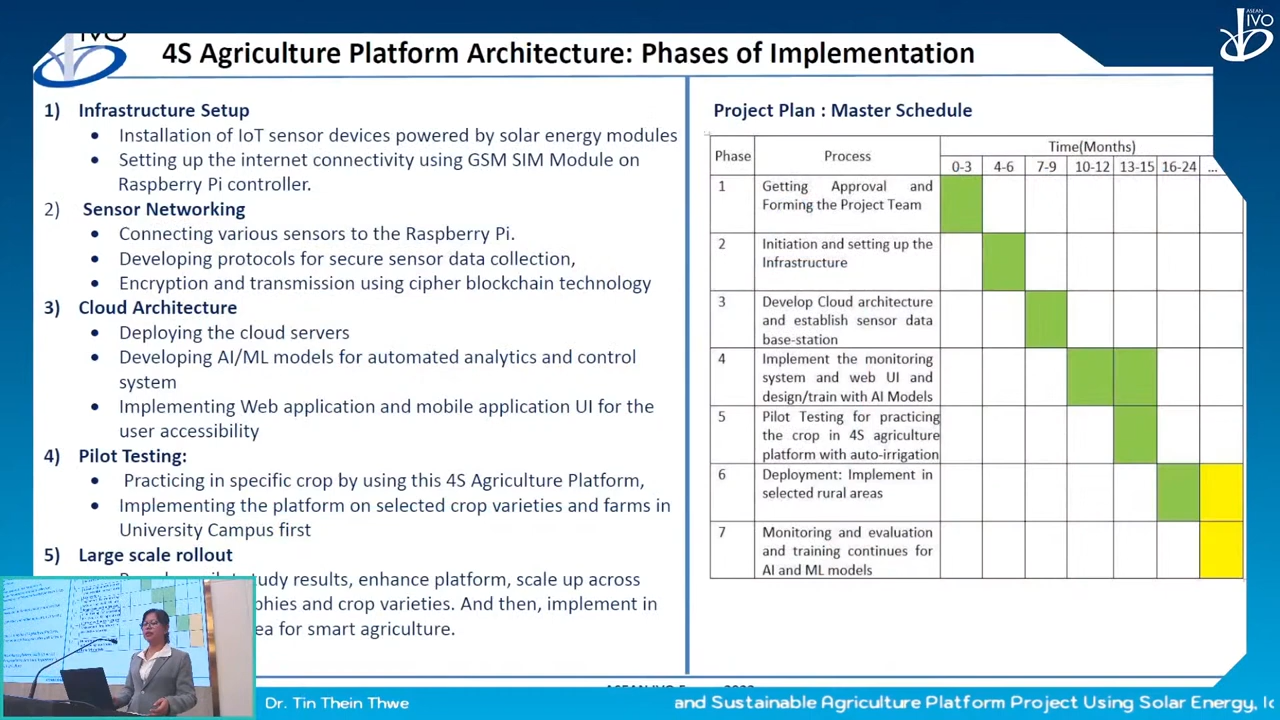 IVO
ASEAN
IVO
4S Agriculture Platform Architecture: Phases of Implementation
1) Infrastructure Setup
• Installation of IoT sensor devices powered by solar energy modules
• Setting up the internet connectivity using GSM SIM Module on
Raspberry Pi controller.
2) Sensor Networking
• Connecting various sensors to the Raspberry Pi.
• Developing protocols for secure sensor data collection,
• Encryption and transmission using cipher blockchain technology
3) Cloud Architecture
• Deploying the cloud servers
• Developing AI/ML models for automated analytics and control
system
• Implementing Web application and mobile application UI for the
user accessibility
4) Pilot Testing:
• Practicing in specific crop by using this 4S Agriculture Platform,
• Implementing the platform on selected crop varieties and farms in
University Campus first
5) Large scale rollout
study results, enhance platform, scale up across
and crop varieties. And then, implement in
for smart agriculture.
Project Plan : Master Schedule
Phase Process Time(Months)
0-3 4-6 7-9 10-12 13-15 16-24 ...
1 Getting Approval and
Forming the Project Team
2 Initiation and setting up the
Infrastructure
3 Develop Cloud architecture
and establish sensor data
base-station
4 Implement the monitoring
system and web UI and
design/train with AI Models
5 Pilot Testing for practicing
the crop in 4S agriculture
platform with auto-irrigation
6 Deployment: Implement in
selected rural areas
7 Monitoring and evaluation
and training continues for
AI and ML models
Dr. Tin Thein Thwe
and Sustainable Agriculture Platform Project Using Solar Energy,